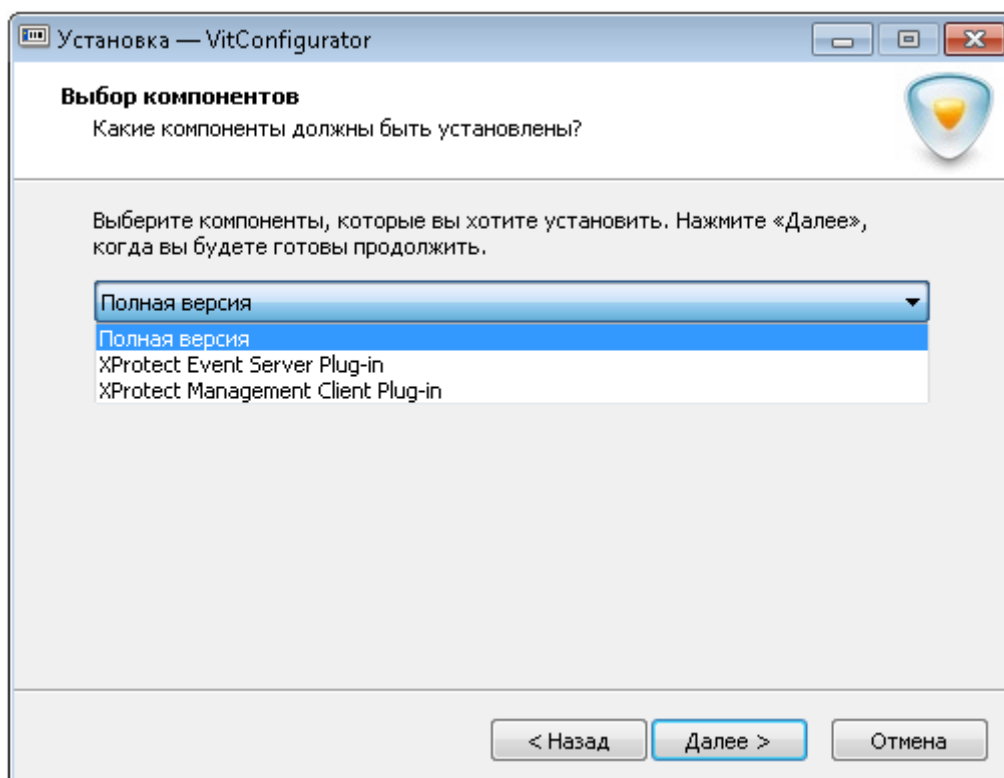 Установка — VitConfigurator
Выбор компонентов
Какие компоненты должны быть установлены?
Выберите компоненты, которые вы хотите установить. Нажмите «Далее»,
когда вы будете готовы продолжить.
Полная версия
Полная версия
XProtect Event Server Plug-in
XProtect Management Client Plug-in
< Назад
Далее >
Отмена